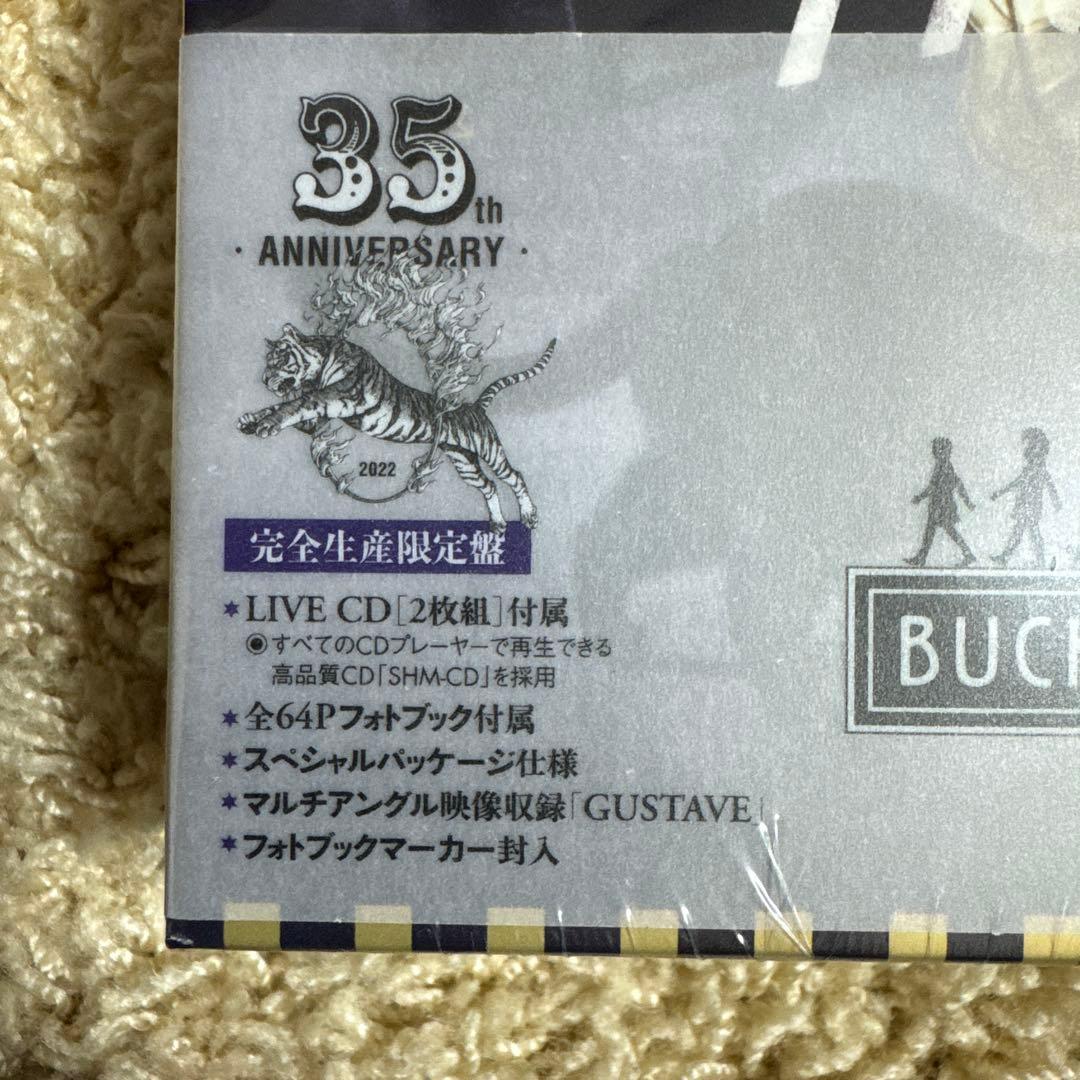 35th
・ANNIVERSARY・
2022
完全生産限定盤
★LIVE CD[2枚組]付属
◉すべてのCDプレーヤーで再生できる
高品質CD「SHM-CD」を採用
★全64Pフォトブック付属
★スペシャルパッケージ仕様
★マルチアングル映像収録「GUSTAVE」
★フォトブックマーカー封入
BUCK